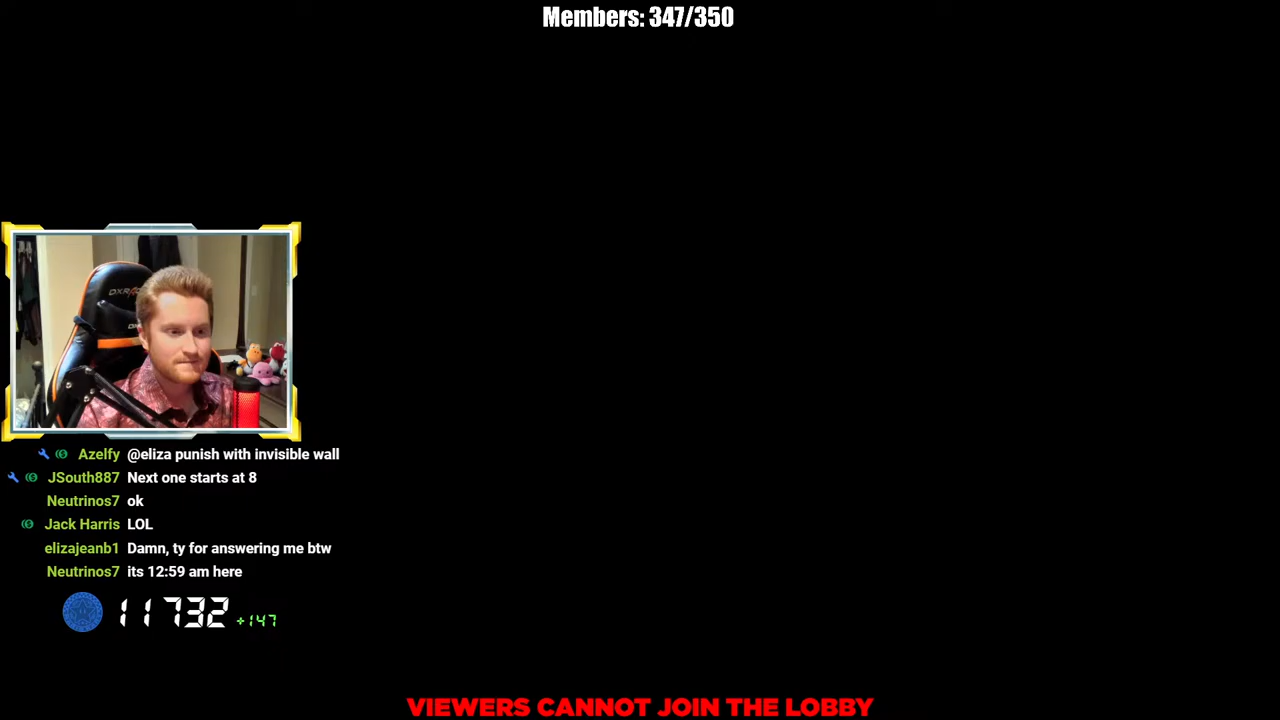 Members: 347/350
DXRACER
Azelfy @eliza punish with invisible wall
JSouth887 Next one starts at 8
Neutrinos7 ok
Jack Harris LOL
elizajeanb1 Damn, ty for answering me btw
Neutrinos7 its 12:59 am here
11732 +147
VIEWERS CANNOT JOIN THE LOBBY